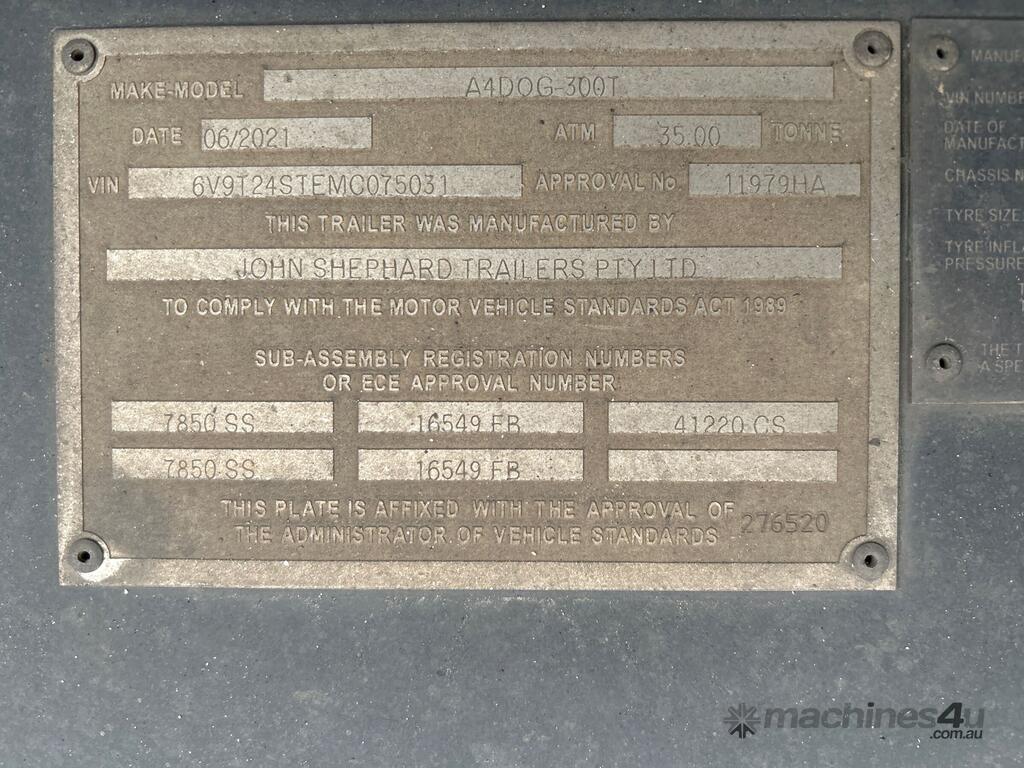 MAKE-MODEL A4DOG-300T
DATE 06/2021 ATM 35.00 TONNE
VIN 6V9T24STEMC075031 APPROVAL No. 11979HA
THIS TRAILER WAS MANUFACTURED BY
JOHN SHEPHARD TRAILERS PTY LTD
TO COMPLY WITH THE MOTOR VEHICLE STANDARDS ACT 1989
SUB-ASSEMBLY REGISTRATION NUMBERS
OR ECE APPROVAL NUMBER
7850 SS 16549 FB 41220 CS
7850 SS 16549 FB
THIS PLATE IS AFFIXED WITH THE APPROVAL OF
THE ADMINISTRATOR OF VEHICLE STANDARDS 276520
VIN NUMBE
DATE OF
MANUFACT
CHASSIS N
TYRE SIZE
TYRE INFL
PRESSURE
THE T
A SPE
machines4u
.com.au